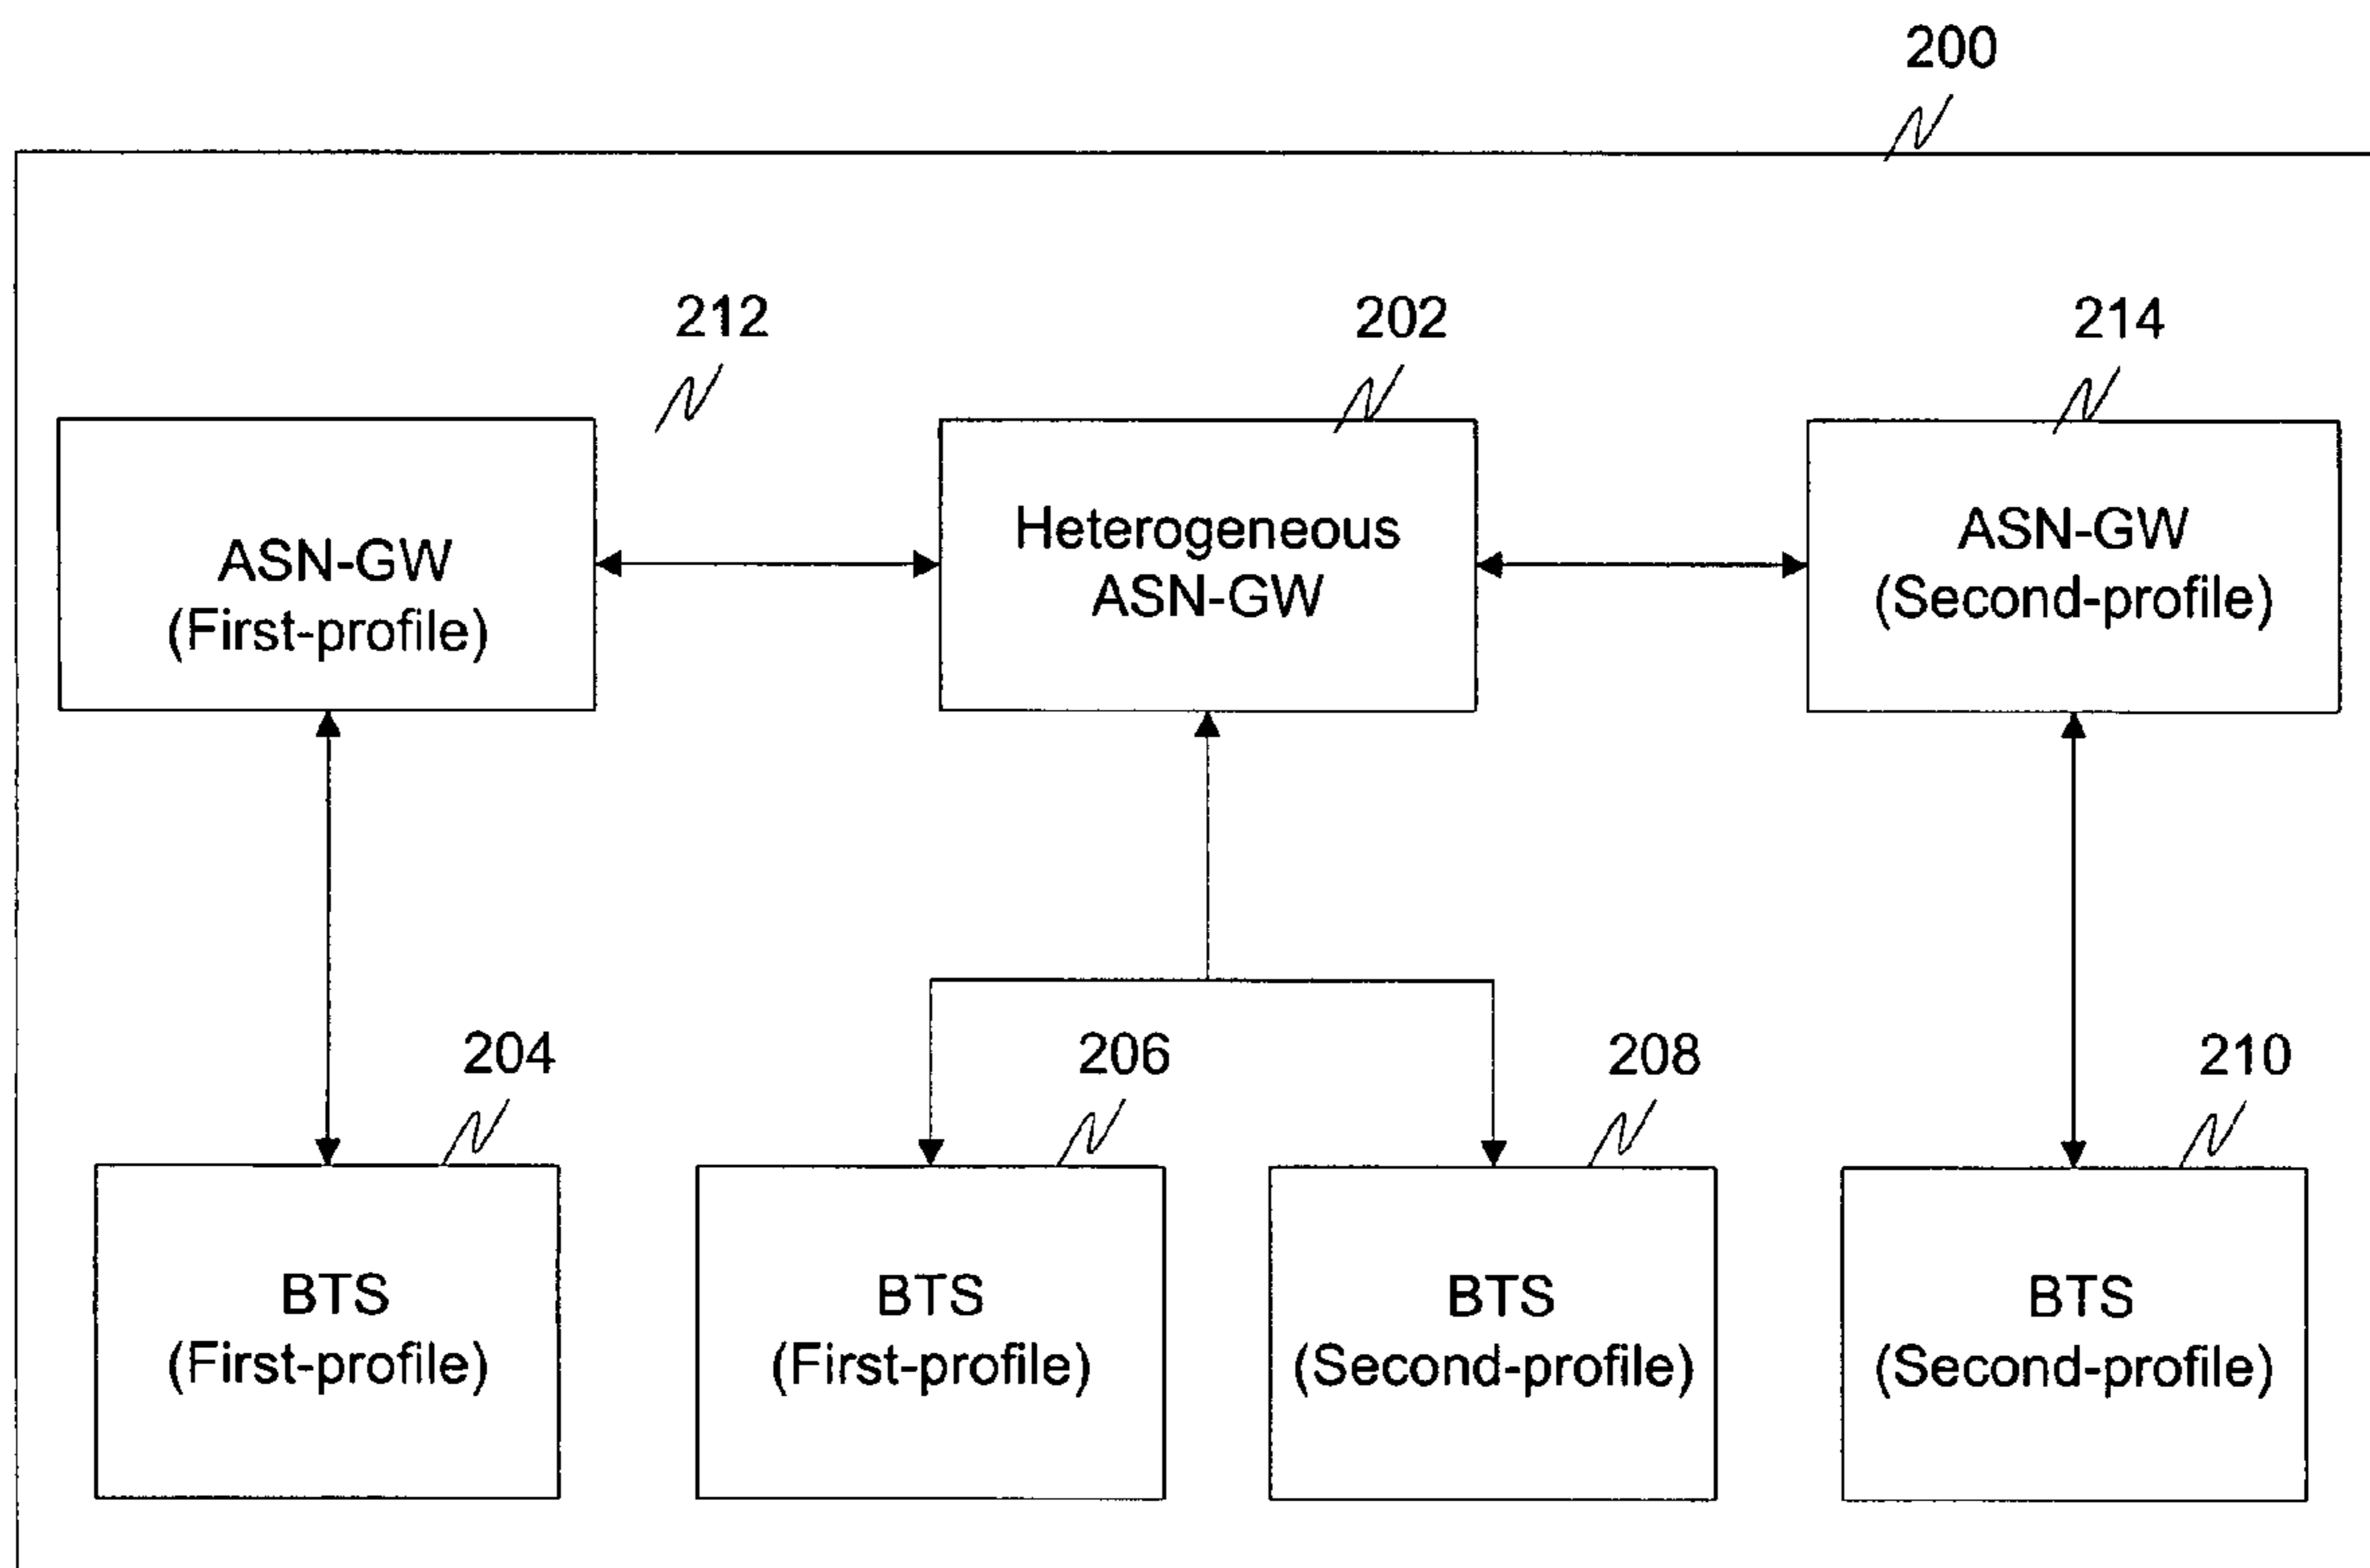 200
212
202
214
ASN-GW
(First-profile)
Heterogeneous
ASN-GW
ASN-GW
(Second-profile)
204
206
208
210
BTS
(First-profile)
BTS
(First-profile)
BTS
(Second-profile)
BTS
(Second-profile)